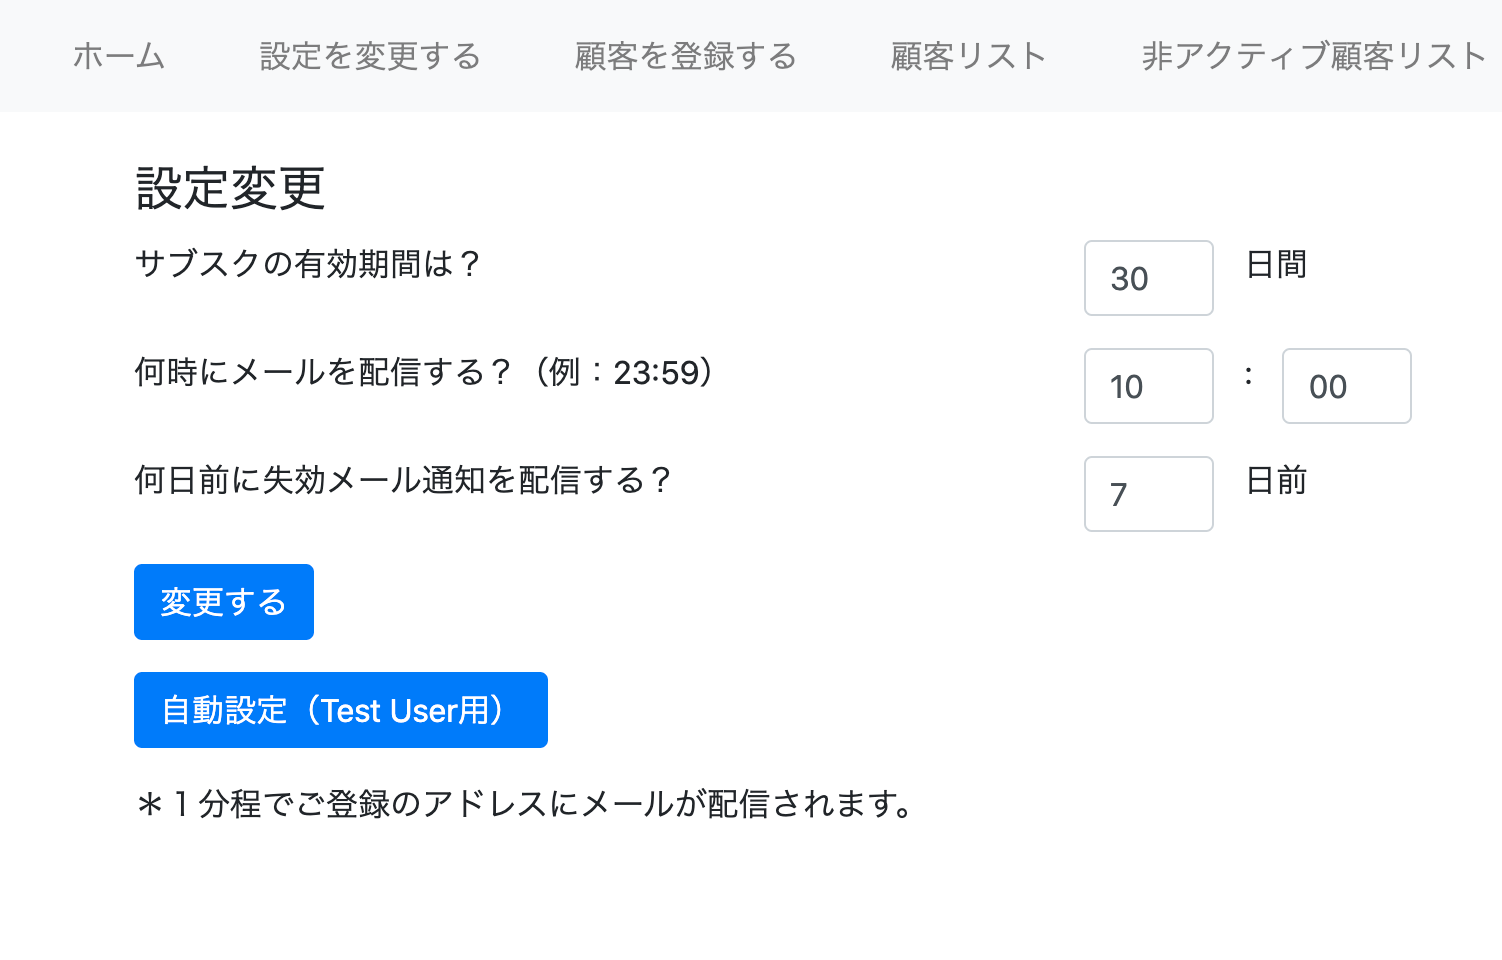 ホーム 設定を変更する 顧客を登録する 顧客リスト 非アクティブ顧客リスト
設定変更
サブスクの有効期間は？ 30 日間
何時にメールを配信する？（例：23:59） 10 : 00
何日前に失効メール通知を配信する？ 7 日前
変更する
自動設定（Test User用）
＊１分程でご登録のアドレスにメールが配信されます。